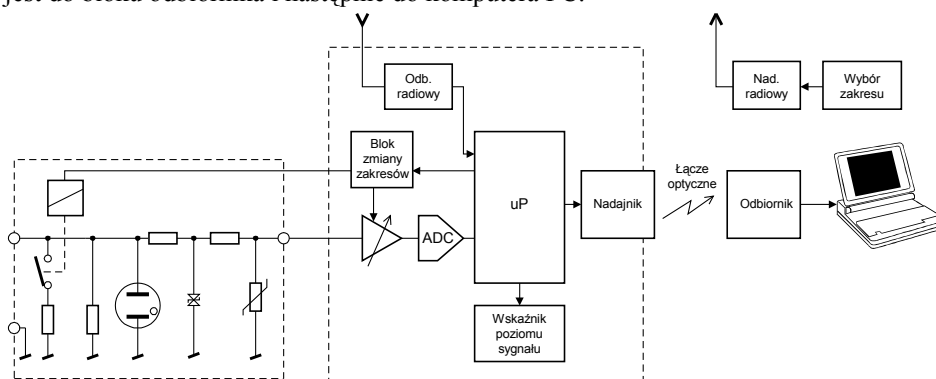 jest do bloku odbiornika i następnie do komputera PC.
Odb.
radiowy
Nad.
radiowy
Wybór
zakresu
Blok
zmiany
zakresów
uP
Nadajnik
Łącze
optyczne
Odbiornik
ADC
Wskaźnik
poziomu
sygnału